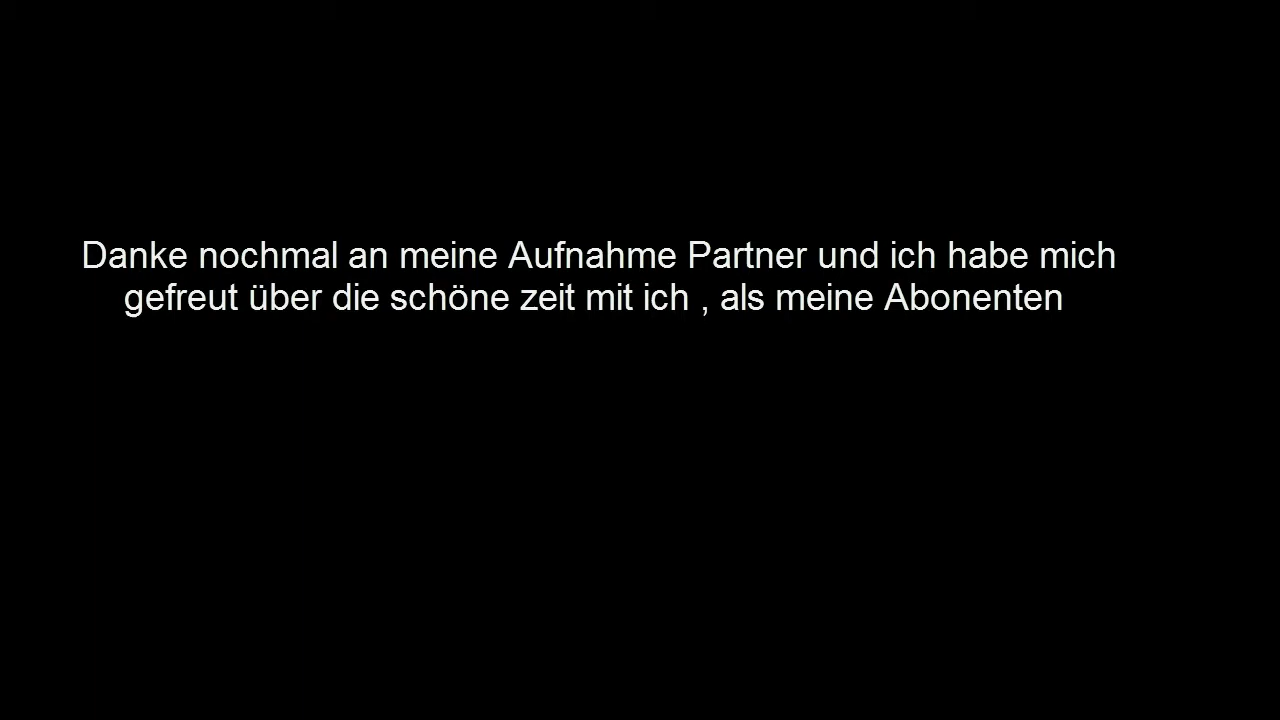 Danke nochmal an meine Aufnahme Partner und ich habe mich
gefreut über die schöne zeit mit ich , als meine Abonenten